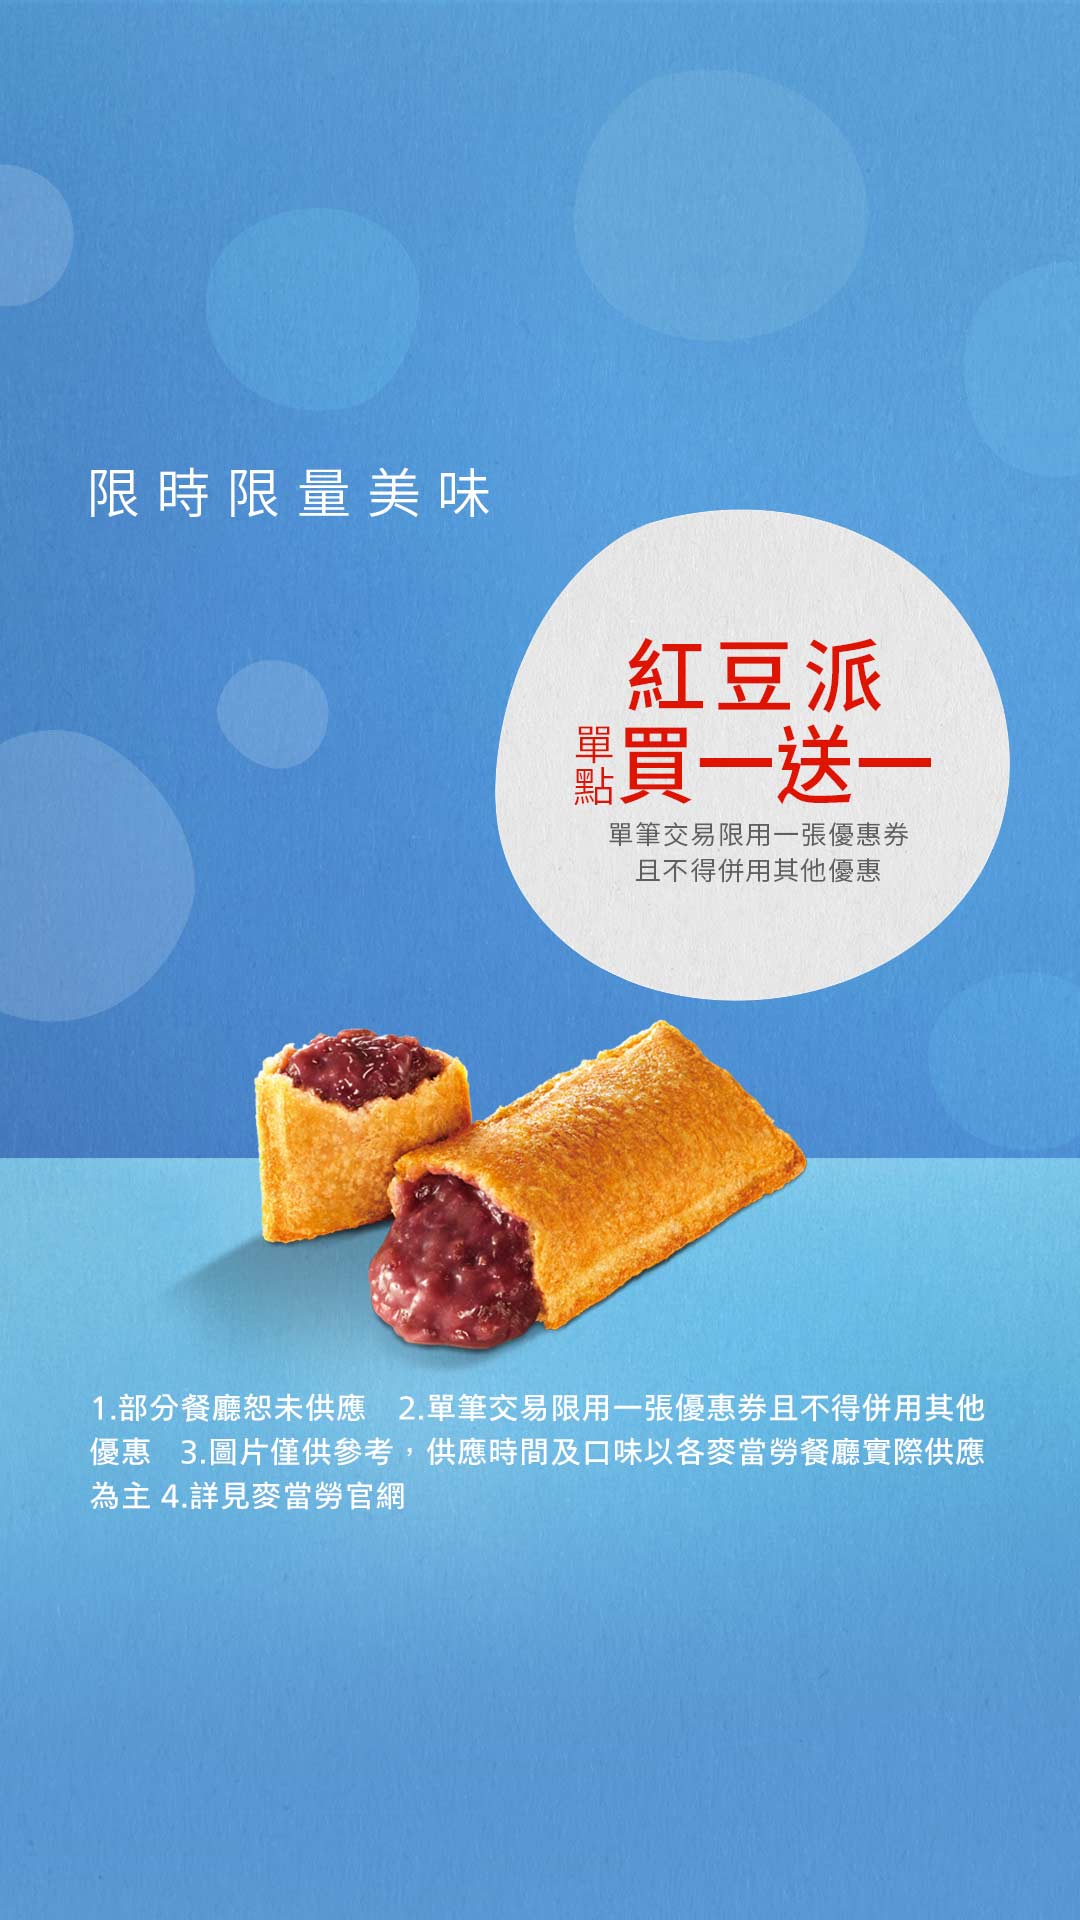 限時限量美味
紅豆派
單點買一送一
單筆交易限用一張優惠券
且不得併用其他優惠
1.部分餐廳恕未供應　2.單筆交易限用一張優惠券且不得併用其他
優惠　3.圖片僅供參考，供應時間及口味以各麥當勞餐廳實際供應
為主 4.詳見麥當勞官網